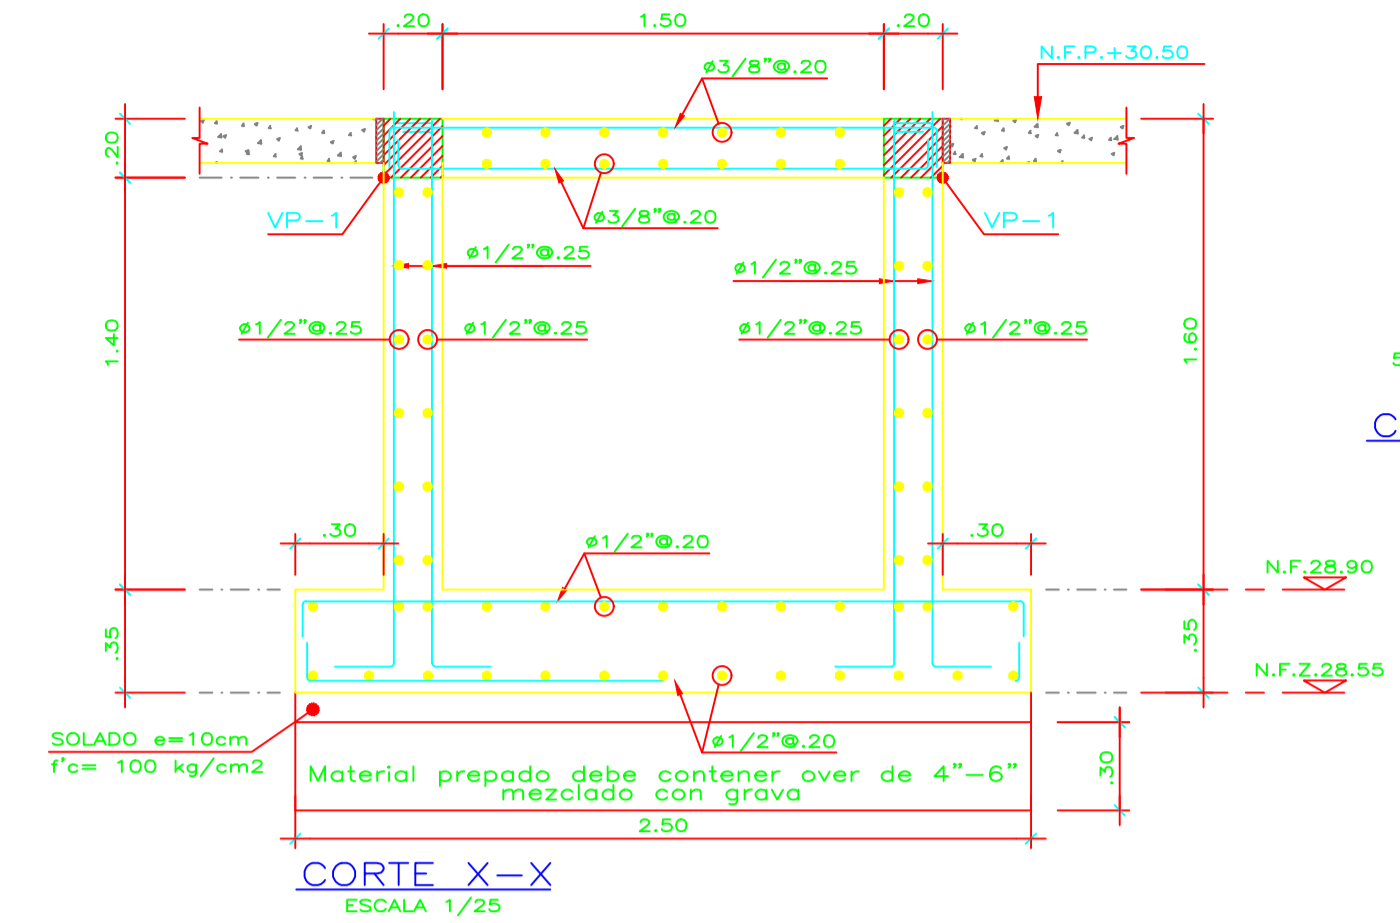 .20
1.50
.20
N.F.P.+30.50
ø3/8"@.20
.20
VP-1
ø3/8"@.20
VP-1
ø1/2"@.25
ø1/2"@.25
1.40
ø1/2"@.25
ø1/2"@.25
ø1/2"@.25
ø1/2"@.25
1.60
5
C
.30
ø1/2"@.20
.30
N.F.28.90
.35
.35
N.F.Z.28.55
SOLADO e=10cm
f'c= 100 kg/cm2
ø1/2"@.20
Material prepado debe contener over de 4"-6"
mezclado con grava
.30
2.50
CORTE X-X
ESCALA 1/25